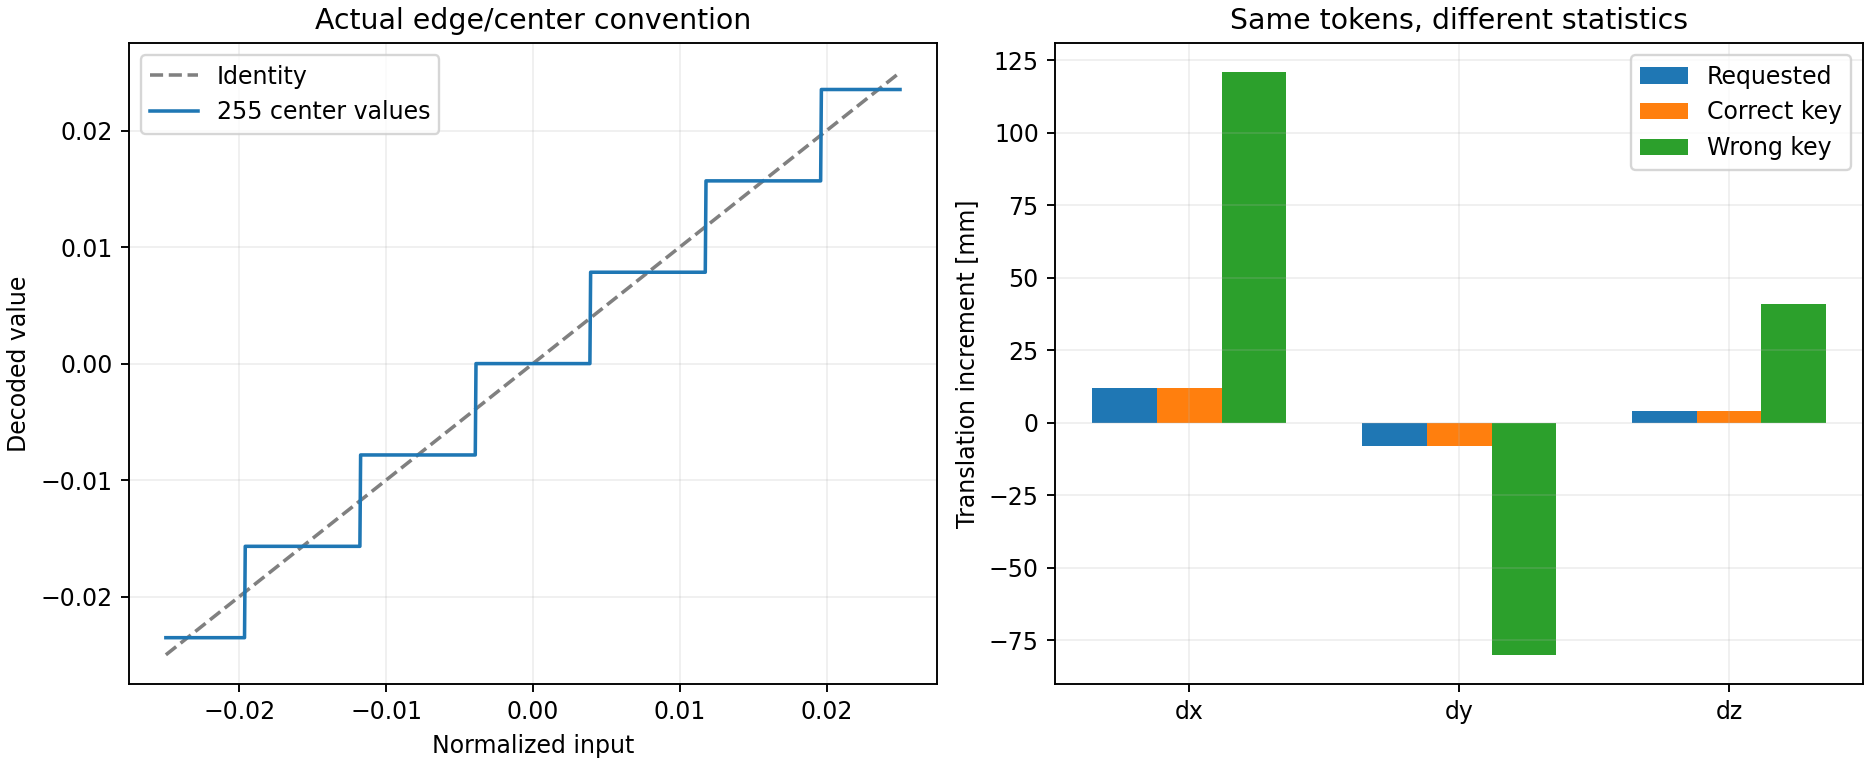 Actual edge/center convention
Identity
255 center values
0.02
0.01
0.00
−0.01
−0.02
Decoded value
−0.02
−0.01
0.00
0.01
0.02
Normalized input
Same tokens, different statistics
Requested
Correct key
Wrong key
125
100
75
50
25
0
−25
−50
−75
Translation increment [mm]
dx
dy
dz